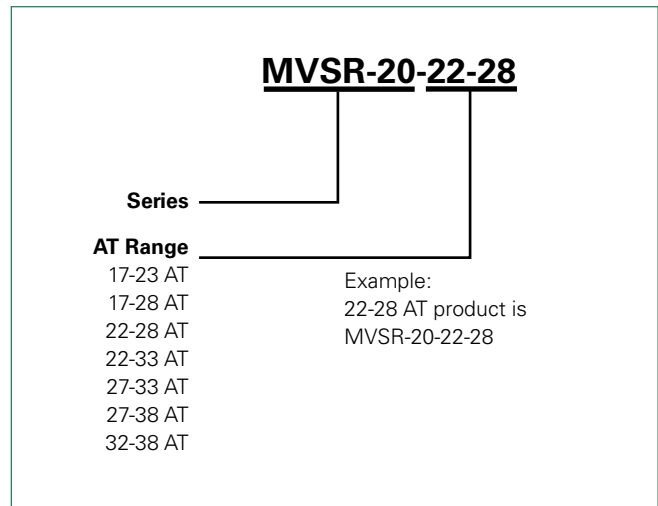 MVSR-20-22-28
Series
AT Range
17-23 AT
17-28 AT
22-28 AT
22-33 AT
27-33 AT
27-38 AT
32-38 AT
Example:
22-28 AT product is
MVSR-20-22-28